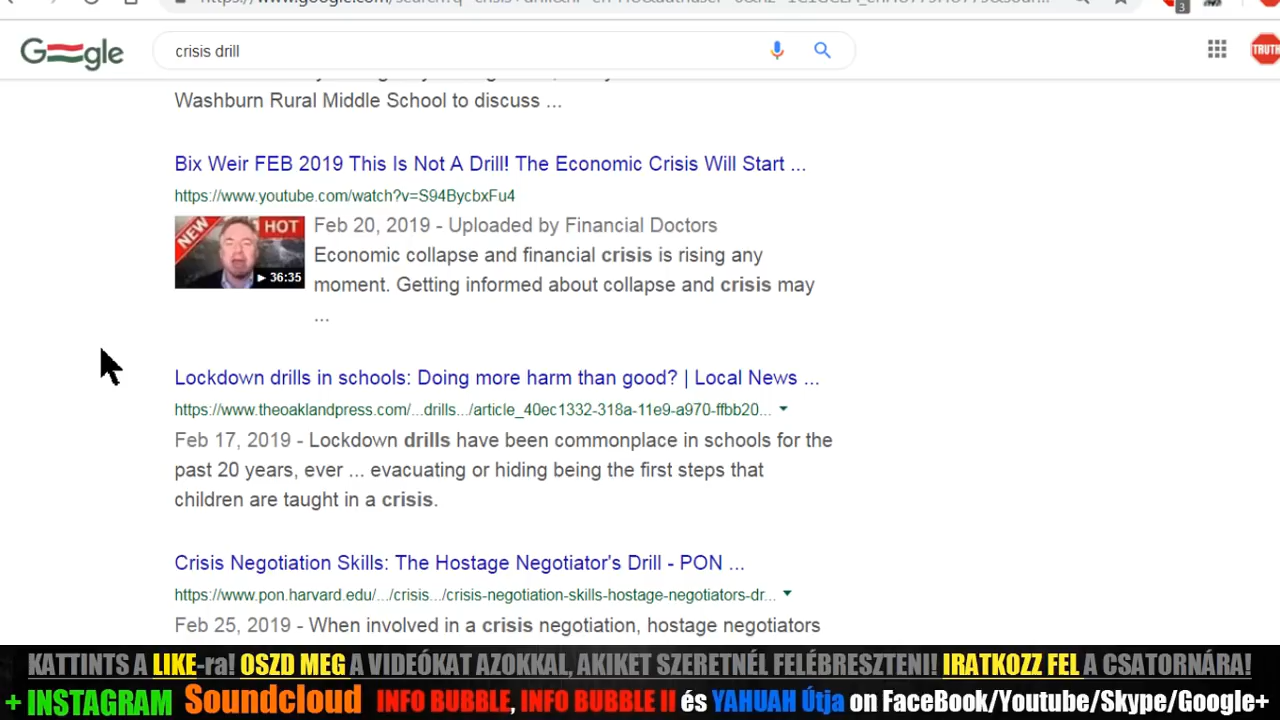 G gle
crisis drill
TRUTH
3
Washburn Rural Middle School to discuss ...
Bix Weir FEB 2019 This Is Not A Drill! The Economic Crisis Will Start ...
https://www.youtube.com/watch?v=S94BycbxFu4
NEW HOT
36:35
Feb 20, 2019 - Uploaded by Financial Doctors
Economic collapse and financial crisis is rising any
moment. Getting informed about collapse and crisis may
...
Lockdown drills in schools: Doing more harm than good? | Local News ...
https://www.theoaklandpress.com/...drills.../article_40ec1332-318a-11e9-a970-ffbb20...
Feb 17, 2019 - Lockdown drills have been commonplace in schools for the
past 20 years, ever ... evacuating or hiding being the first steps that
children are taught in a crisis.
Crisis Negotiation Skills: The Hostage Negotiator's Drill - PON ...
https://www.pon.harvard.edu/.../crisis.../crisis-negotiation-skills-hostage-negotiators-dr...
Feb 25, 2019 - When involved in a crisis negotiation, hostage negotiators
KATTINTS A LIKE-ra! OSZD MEG A VIDEÓKAT AZOKKAL, AKIKET SZERETNÉL FELÉBRESZTENI! IRATKOZZ FEL A CSATORNÁRA!
+ INSTAGRAM Soundcloud INFO BUBBLE, INFO BUBBLE II és YAHUAH Útja on FaceBook/Youtube/Skype/Google+